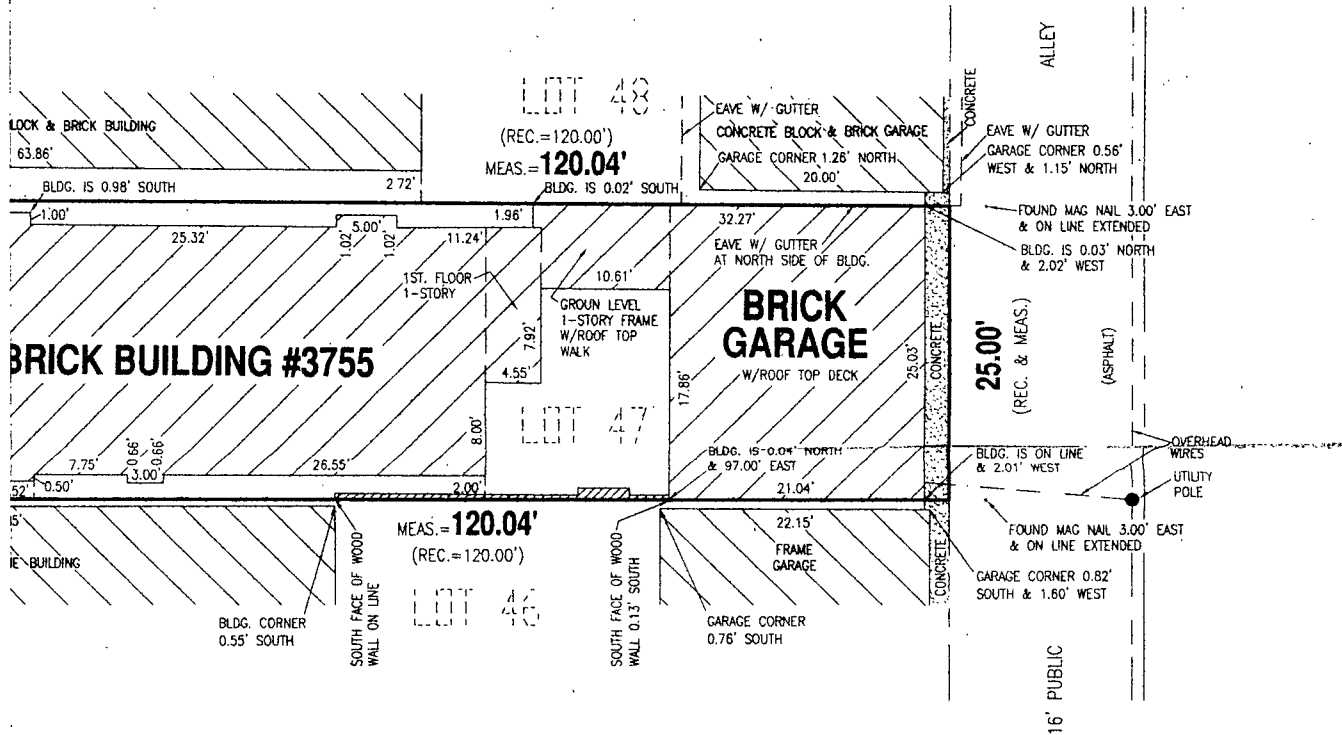 ALLEY
CONCRETE
LOT 48
(REC.=120.00')
MEAS.=120.04'
LOCK & BRICK BUILDING
63.86'
2.72'
BLDG. IS 0.98' SOUTH
BLDG. IS 0.02' SOUTH
EAVE W/ GUTTER
CONCRETE BLOCK & BRICK GARAGE
GARAGE CORNER 1.26' NORTH
20.00'
EAVE W/ GUTTER
GARAGE CORNER 0.56'
WEST & 1.15' NORTH
FOUND MAG NAIL 3.00' EAST
& ON LINE EXTENDED
BLDG. IS 0.03' NORTH
& 2.02' WEST
1.00'
25.32'
1.02'
5.00'
1.02'
11.24'
1.96'
32.27'
EAVE W/ GUTTER
AT NORTH SIDE OF BLDG.
1ST. FLOOR
1-STORY
10.61'
GROUN LEVEL
1-STORY FRAME
W/ROOF TOP
WALK
7.92'
4.55'
BRICK
GARAGE
W/ROOF TOP DECK
25.03'
CONCRETE
25.00'
(REC. & MEAS.)
(ASPHALT)
BRICK BUILDING #3755
17.86'
LOT 47
8.00'
7.75'
0.66'
3.00'
0.66'
26.55'
0.50'
52'
2.00'
BLDG. IS 0.04' NORTH
& 97.00' EAST
21.04'
BLDG. IS ON LINE
& 2.01' WEST
OVERHEAD
WIRES
UTILITY
POLE
FOUND MAG NAIL 3.00' EAST
& ON LINE EXTENDED
MEAS.=120.04'
(REC.=120.00')
LOT 46
22.15'
FRAME
GARAGE
CONCRETE
GARAGE CORNER 0.82'
SOUTH & 1.60' WEST
BUILDING
BLDG. CORNER
0.55' SOUTH
SOUTH FACE OF WOOD
WALL ON LINE
SOUTH FACE OF WOOD
WALL 0.13' SOUTH
GARAGE CORNER
0.76' SOUTH
16' PUBLIC